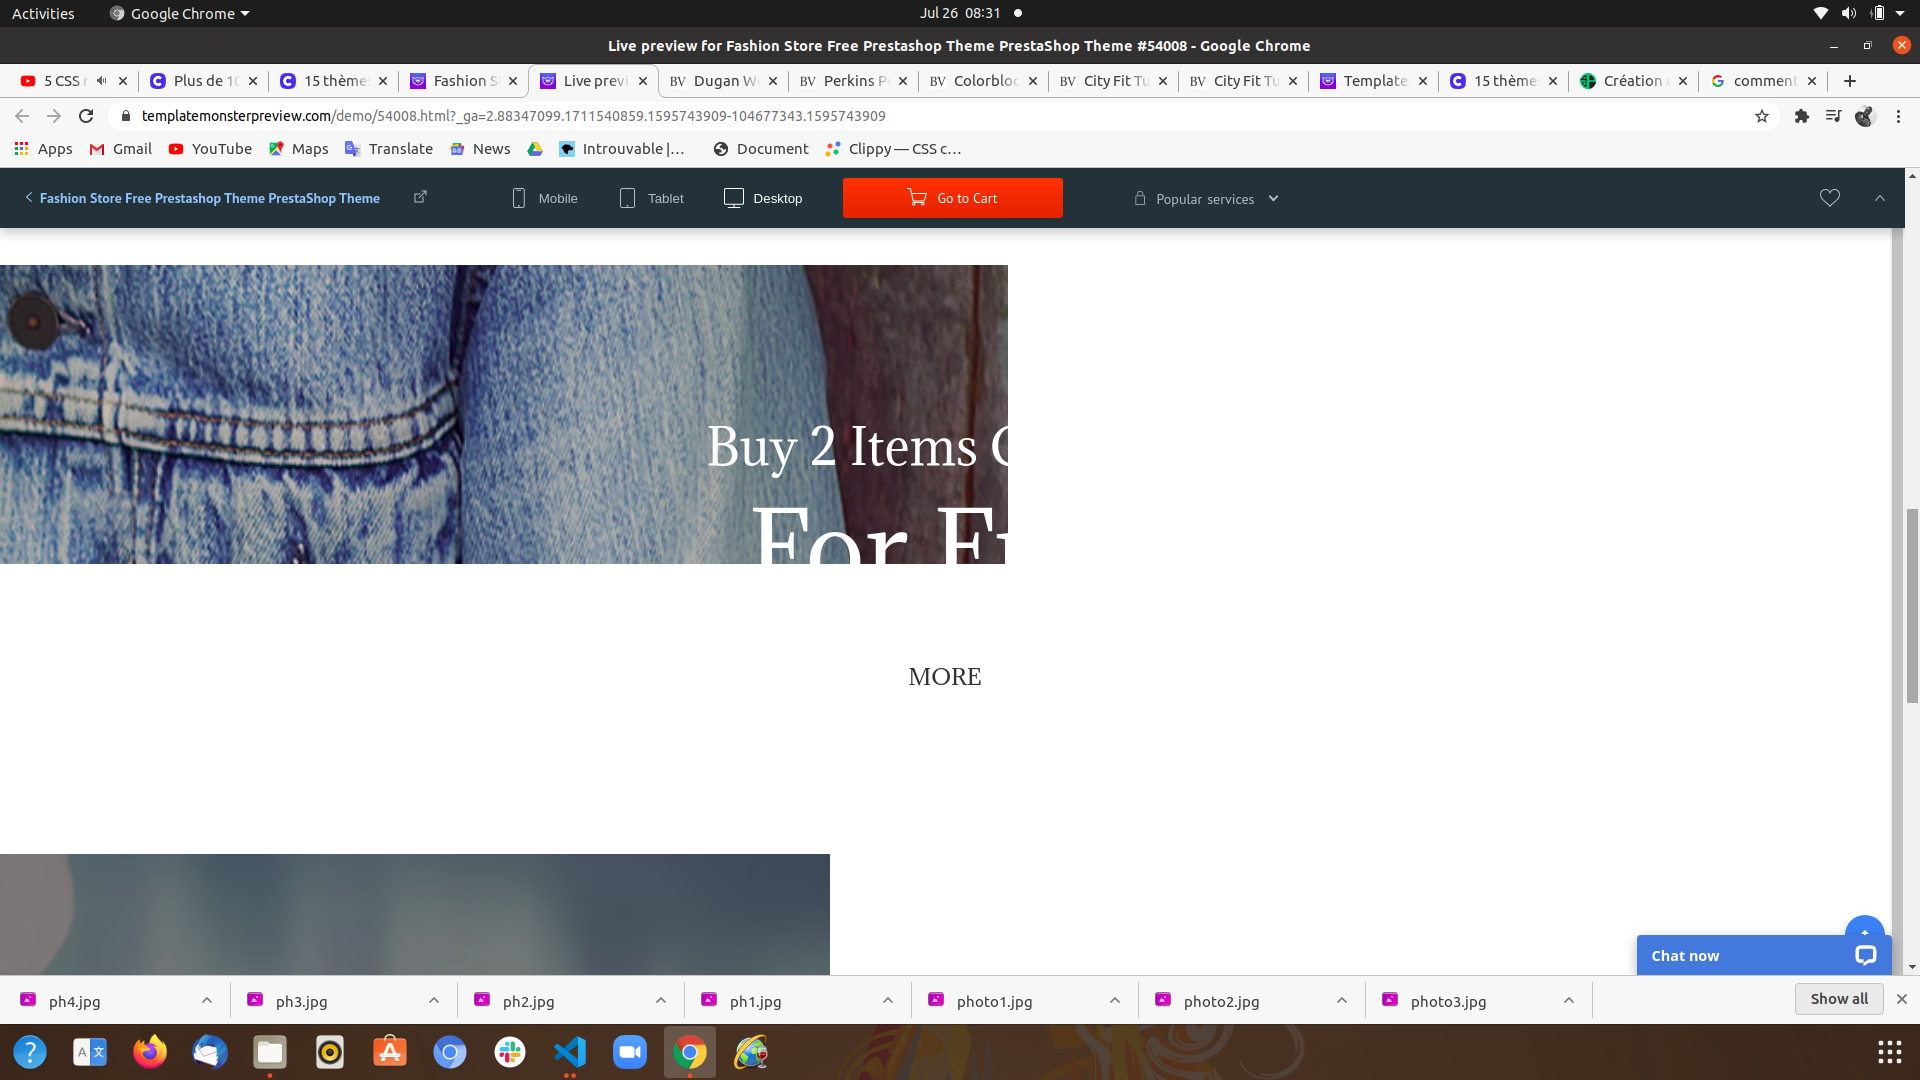 Activities
Google Chrome
Jul 26 08:31
Live preview for Fashion Store Free Prestashop Theme PrestaShop Theme #54008 - Google Chrome
5 CSS
Plus de 10
15 thème
Fashion S
Live previ
BV Dugan W
BV Perkins P
BV Colorbloc
BV City Fit Tu
BV City Fit Tu
Template
15 thème
Création
comment
templatemonsterpreview.com/demo/54008.html?_ga=2.88347099.1711540859.1595743909-104677343.1595743909
Apps
Gmail
YouTube
Maps
Translate
News
Introuvable |…
Document
Clippy — CSS c…
Fashion Store Free Prestashop Theme PrestaShop Theme
Mobile
Tablet
Desktop
Go to Cart
Popular services
Buy 2 Items
For
MORE
Chat now
ph4.jpg
ph3.jpg
ph2.jpg
ph1.jpg
photo1.jpg
photo2.jpg
photo3.jpg
Show all